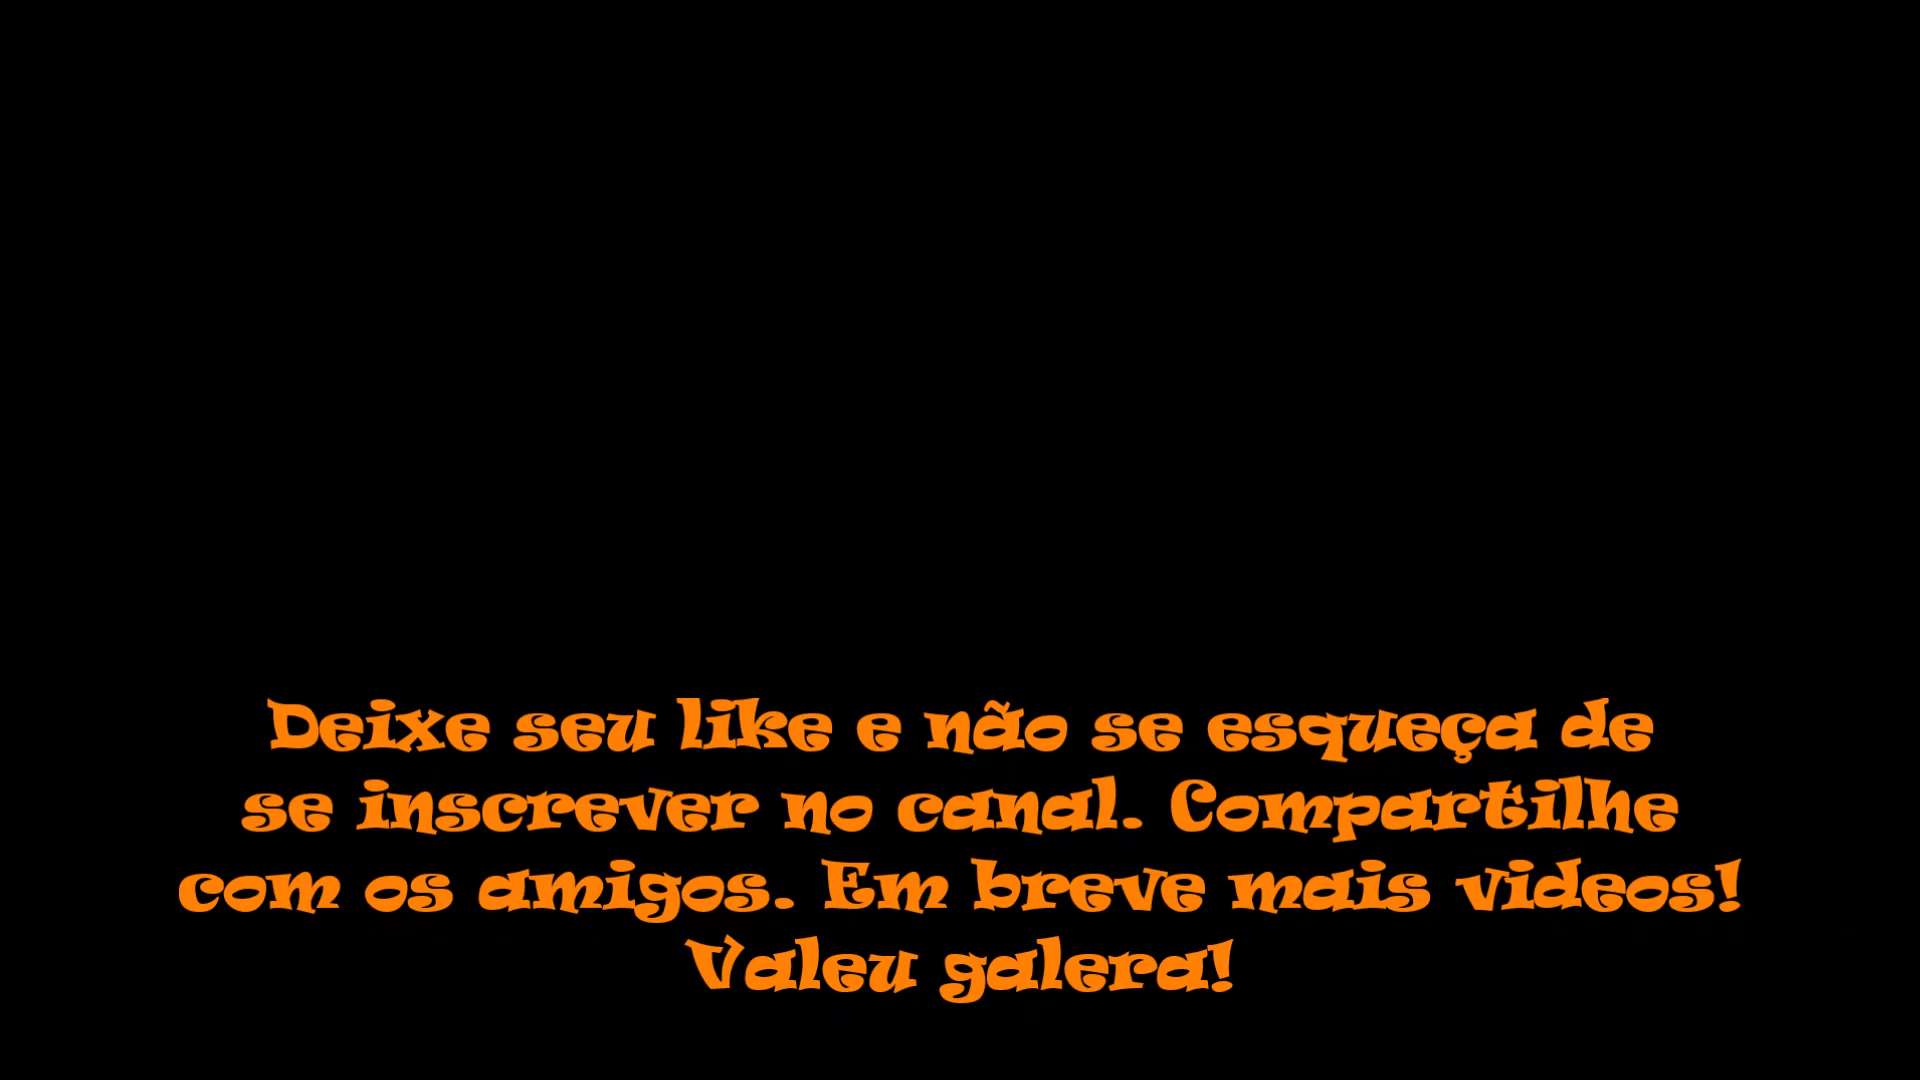 Deixe seu like e não se esqueça de
se inscrever no canal. Compartilhe
com os amigos. Em breve mais videos!
Valeu galera!